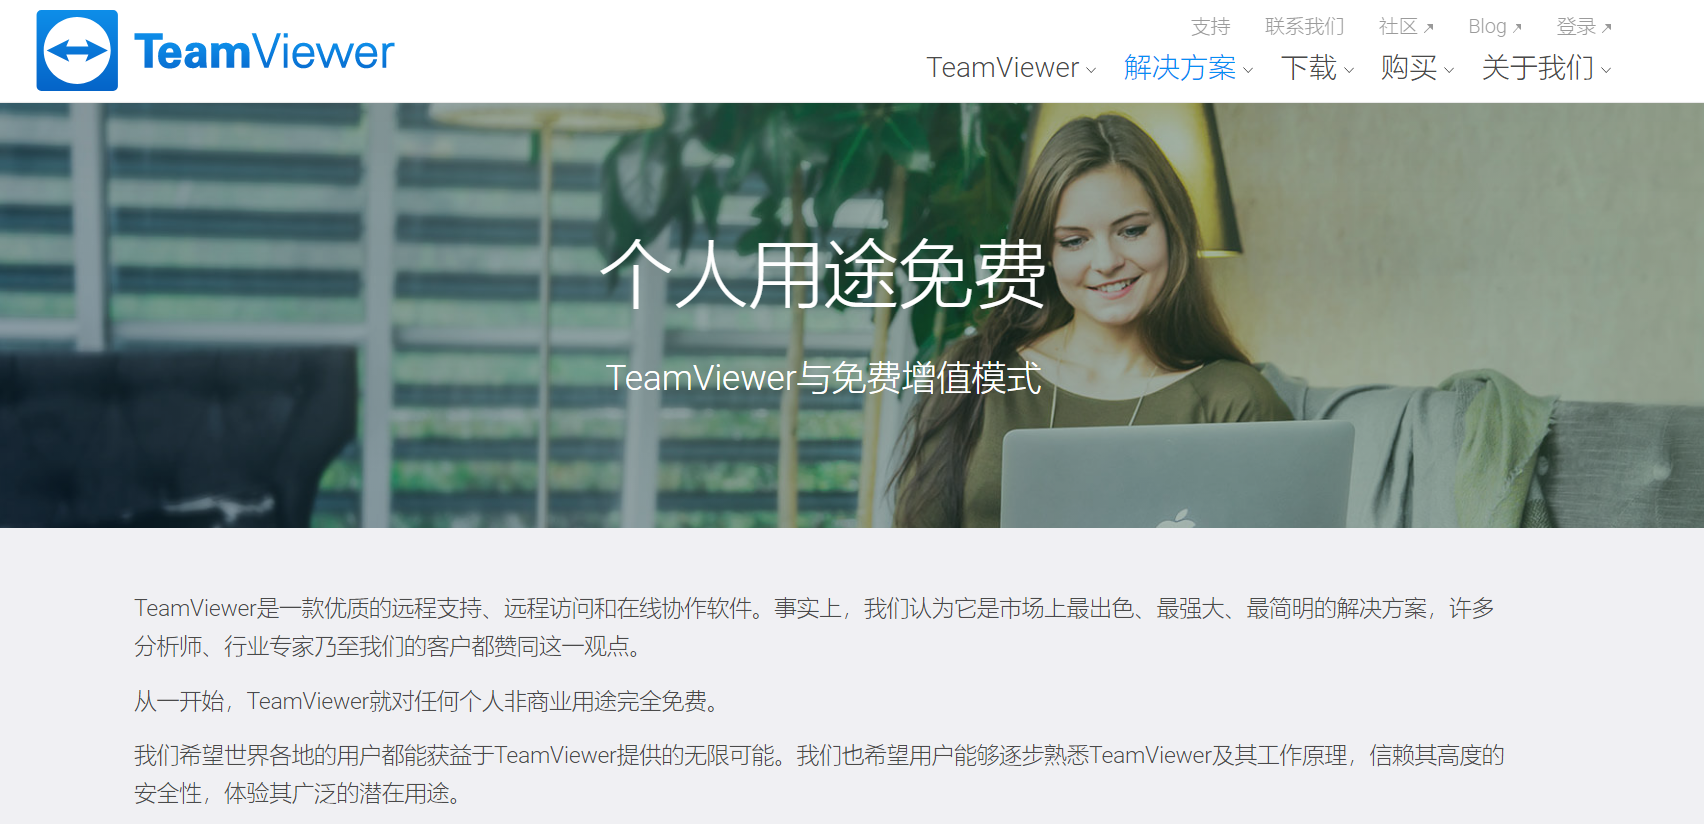 TeamViewer
支持 联系我们 社区 Blog 登录
TeamViewer 解决方案 下载 购买 关于我们
个人用途免费
TeamViewer与免费增值模式
TeamViewer是一款优质的远程支持、远程访问和在线协作软件。事实上，我们认为它是市场上最出色、最强大、最简明的解决方案，许多
分析师、行业专家乃至我们的客户都赞同这一观点。
从一开始，TeamViewer就对任何个人非商业用途完全免费。
我们希望世界各地的用户都能获益于TeamViewer提供的无限可能。我们也希望用户能够逐步熟悉TeamViewer及其工作原理，信赖其高度的
安全性，体验其广泛的潜在用途。